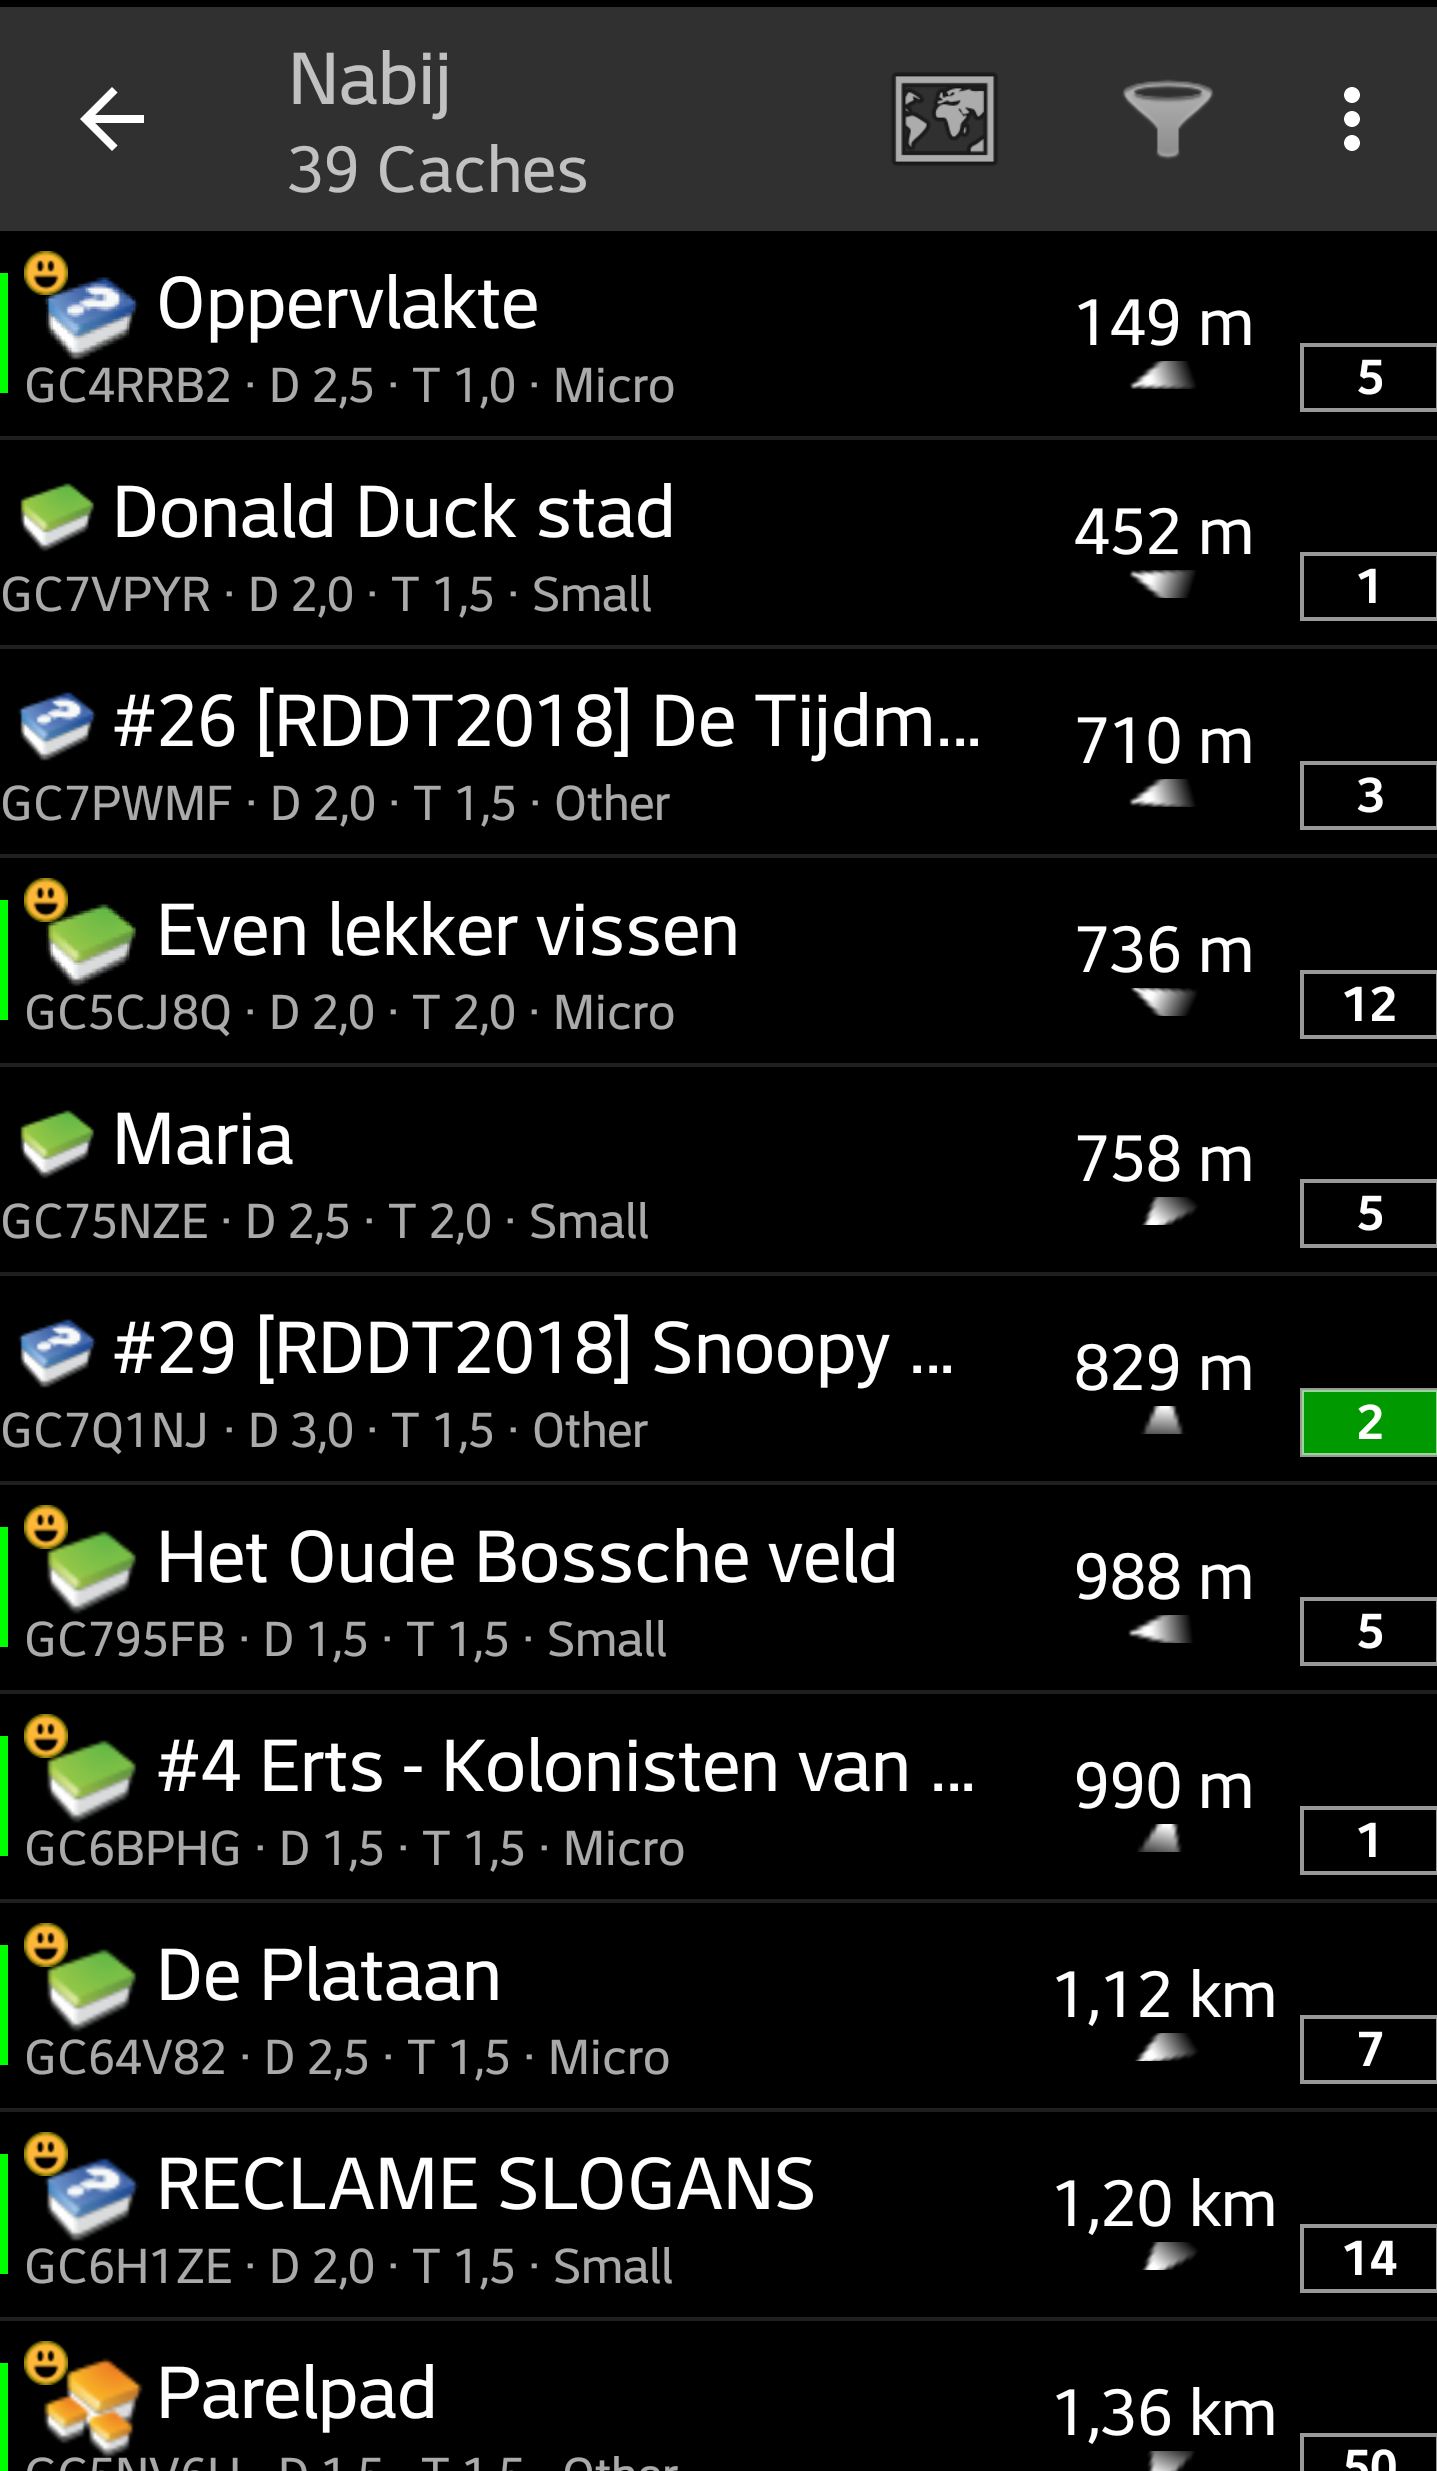 Nabij
39 Caches
Oppervlakte
149 m
GC4RRB2 · D 2,5 · T 1,0 · Micro
5
Donald Duck stad
452 m
GC7VPYR · D 2,0 · T 1,5 · Small
1
#26 [RDDT2018] De Tijdm...
710 m
GC7PWMF · D 2,0 · T 1,5 · Other
3
Even lekker vissen
736 m
GC5CJ8Q · D 2,0 · T 2,0 · Micro
12
Maria
758 m
GC75NZE · D 2,5 · T 2,0 · Small
5
#29 [RDDT2018] Snoopy ...
829 m
GC7Q1NJ · D 3,0 · T 1,5 · Other
2
Het Oude Bossche veld
988 m
GC795FB · D 1,5 · T 1,5 · Small
5
#4 Erts - Kolonisten van ...
990 m
GC6BPHG · D 1,5 · T 1,5 · Micro
1
De Plataan
1,12 km
GC64V82 · D 2,5 · T 1,5 · Micro
7
RECLAME SLOGANS
1,20 km
GC6H1ZE · D 2,0 · T 1,5 · Small
14
Parelpad
1,36 km
D 1,5 · T 1,5 · Other
50